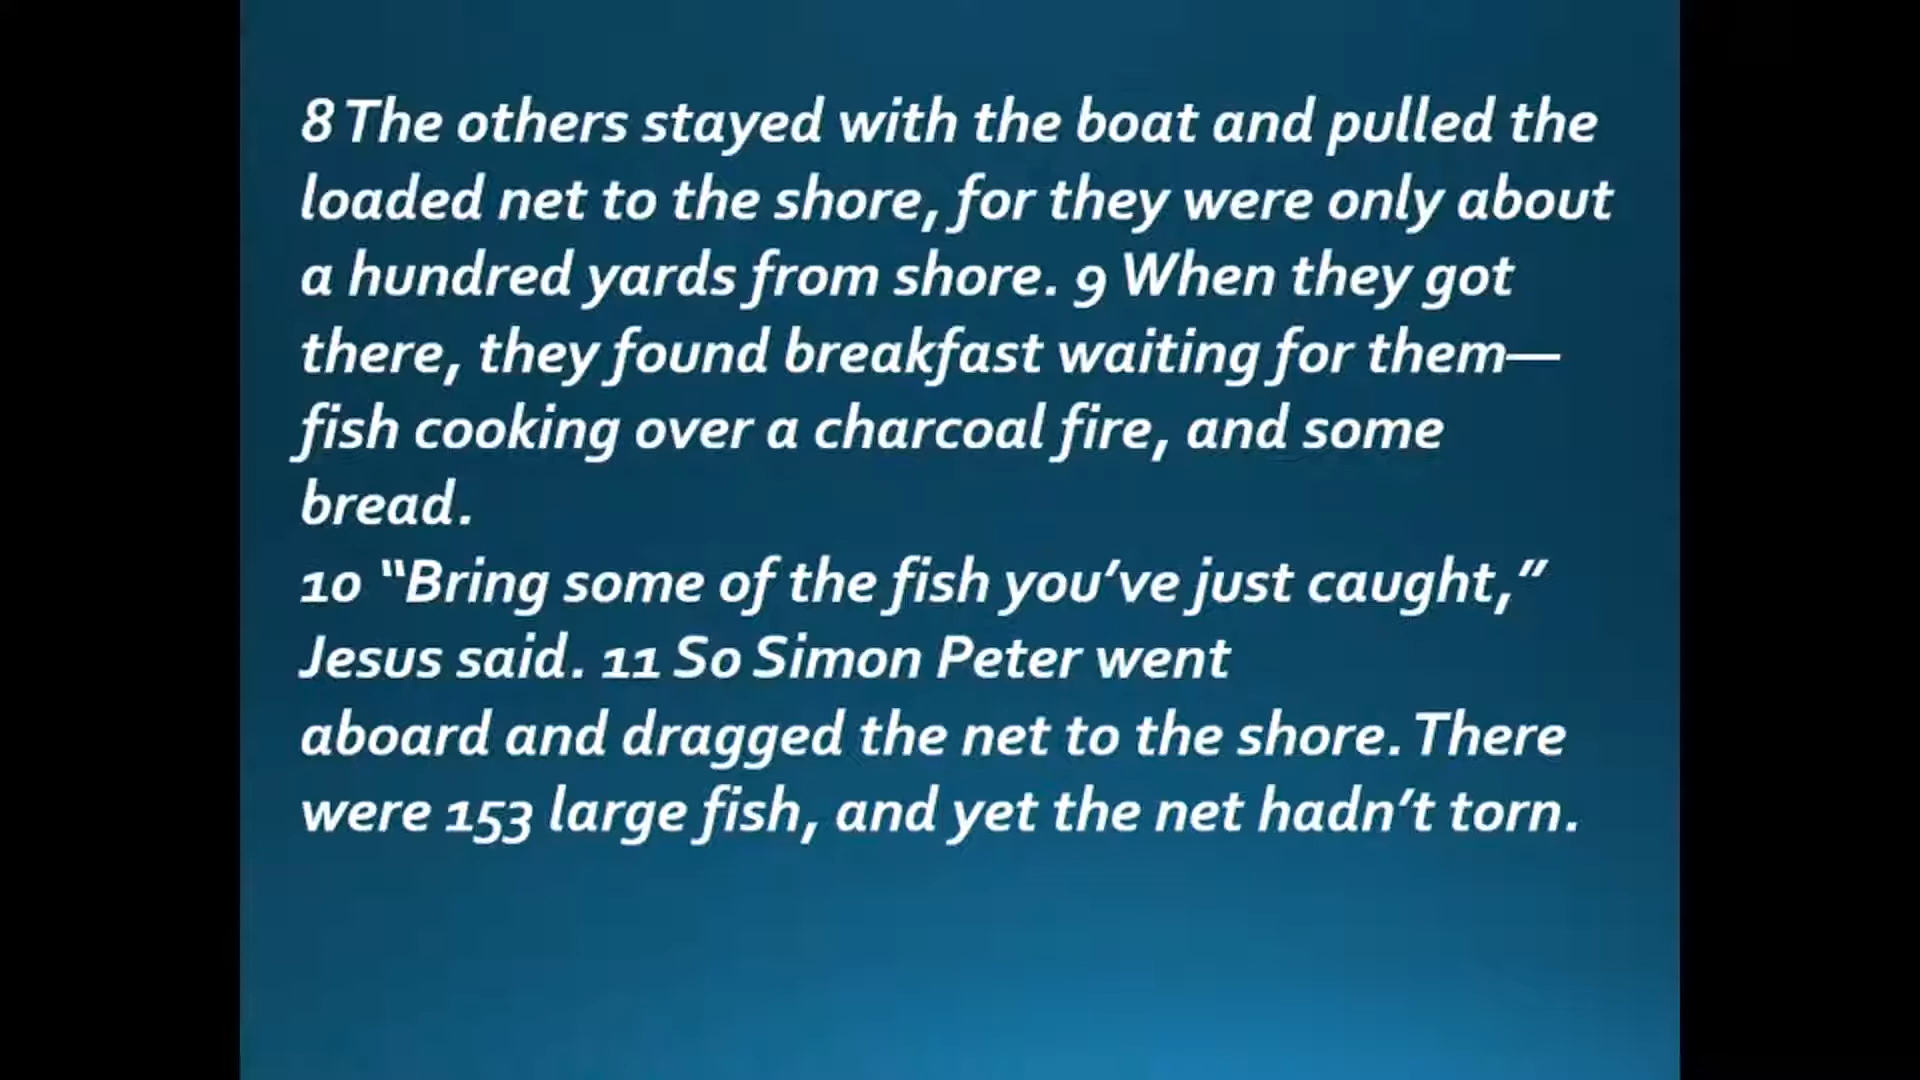 8 The others stayed with the boat and pulled the
loaded net to the shore, for they were only about
a hundred yards from shore. 9 When they got
there, they found breakfast waiting for them—
fish cooking over a charcoal fire, and some
bread.
10 “Bring some of the fish you’ve just caught,”
Jesus said. 11 So Simon Peter went
aboard and dragged the net to the shore. There
were 153 large fish, and yet the net hadn’t torn.